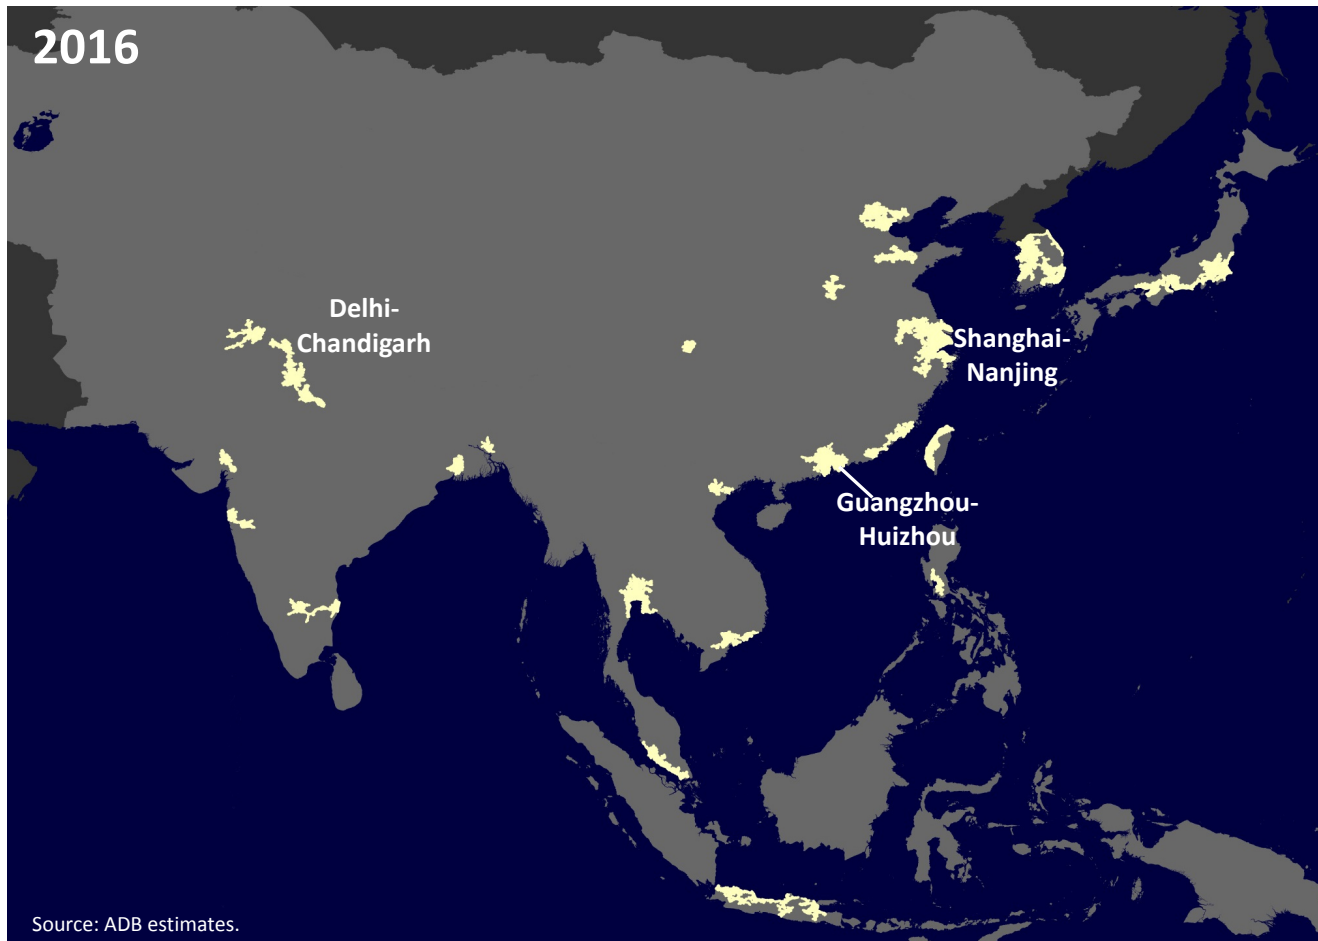 2016
Delhi-
Chandigarh
Shanghai-
Nanjing
Guangzhou-
Huizhou
Source: ADB estimates.